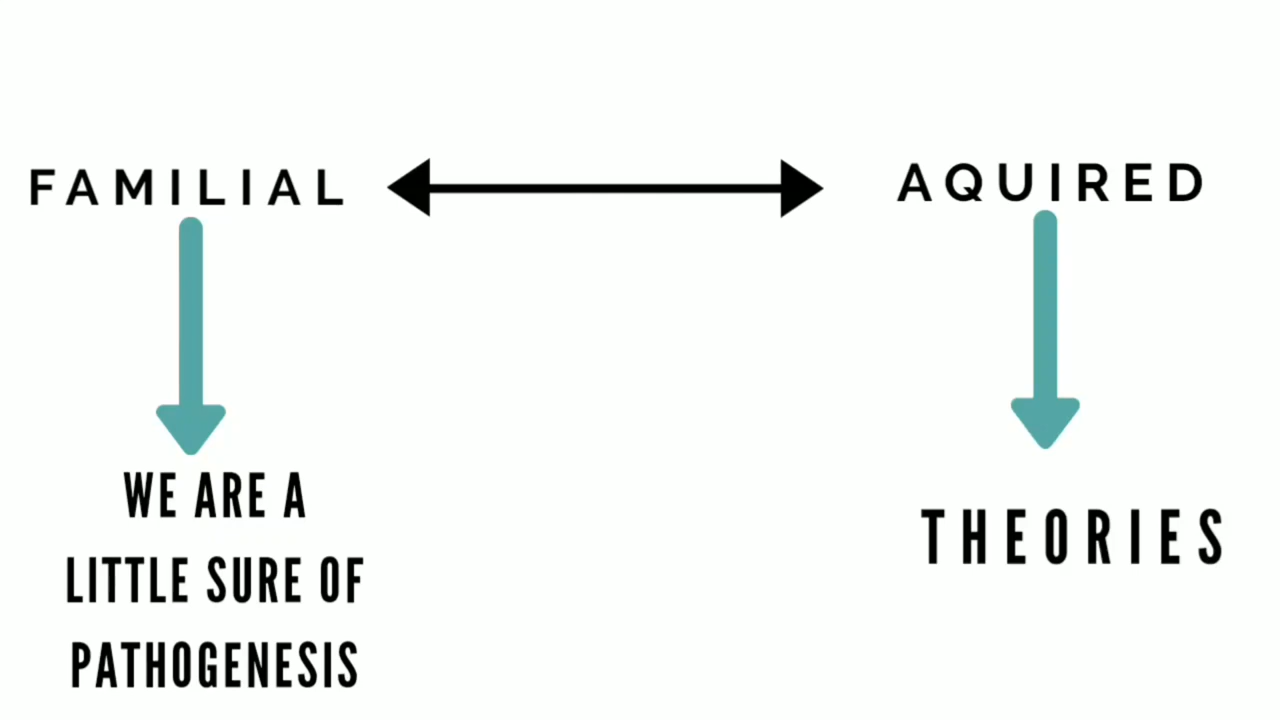 FAMILIAL
AQUIRED
WE ARE A
LITTLE SURE OF
PATHOGENESIS
THEORIES